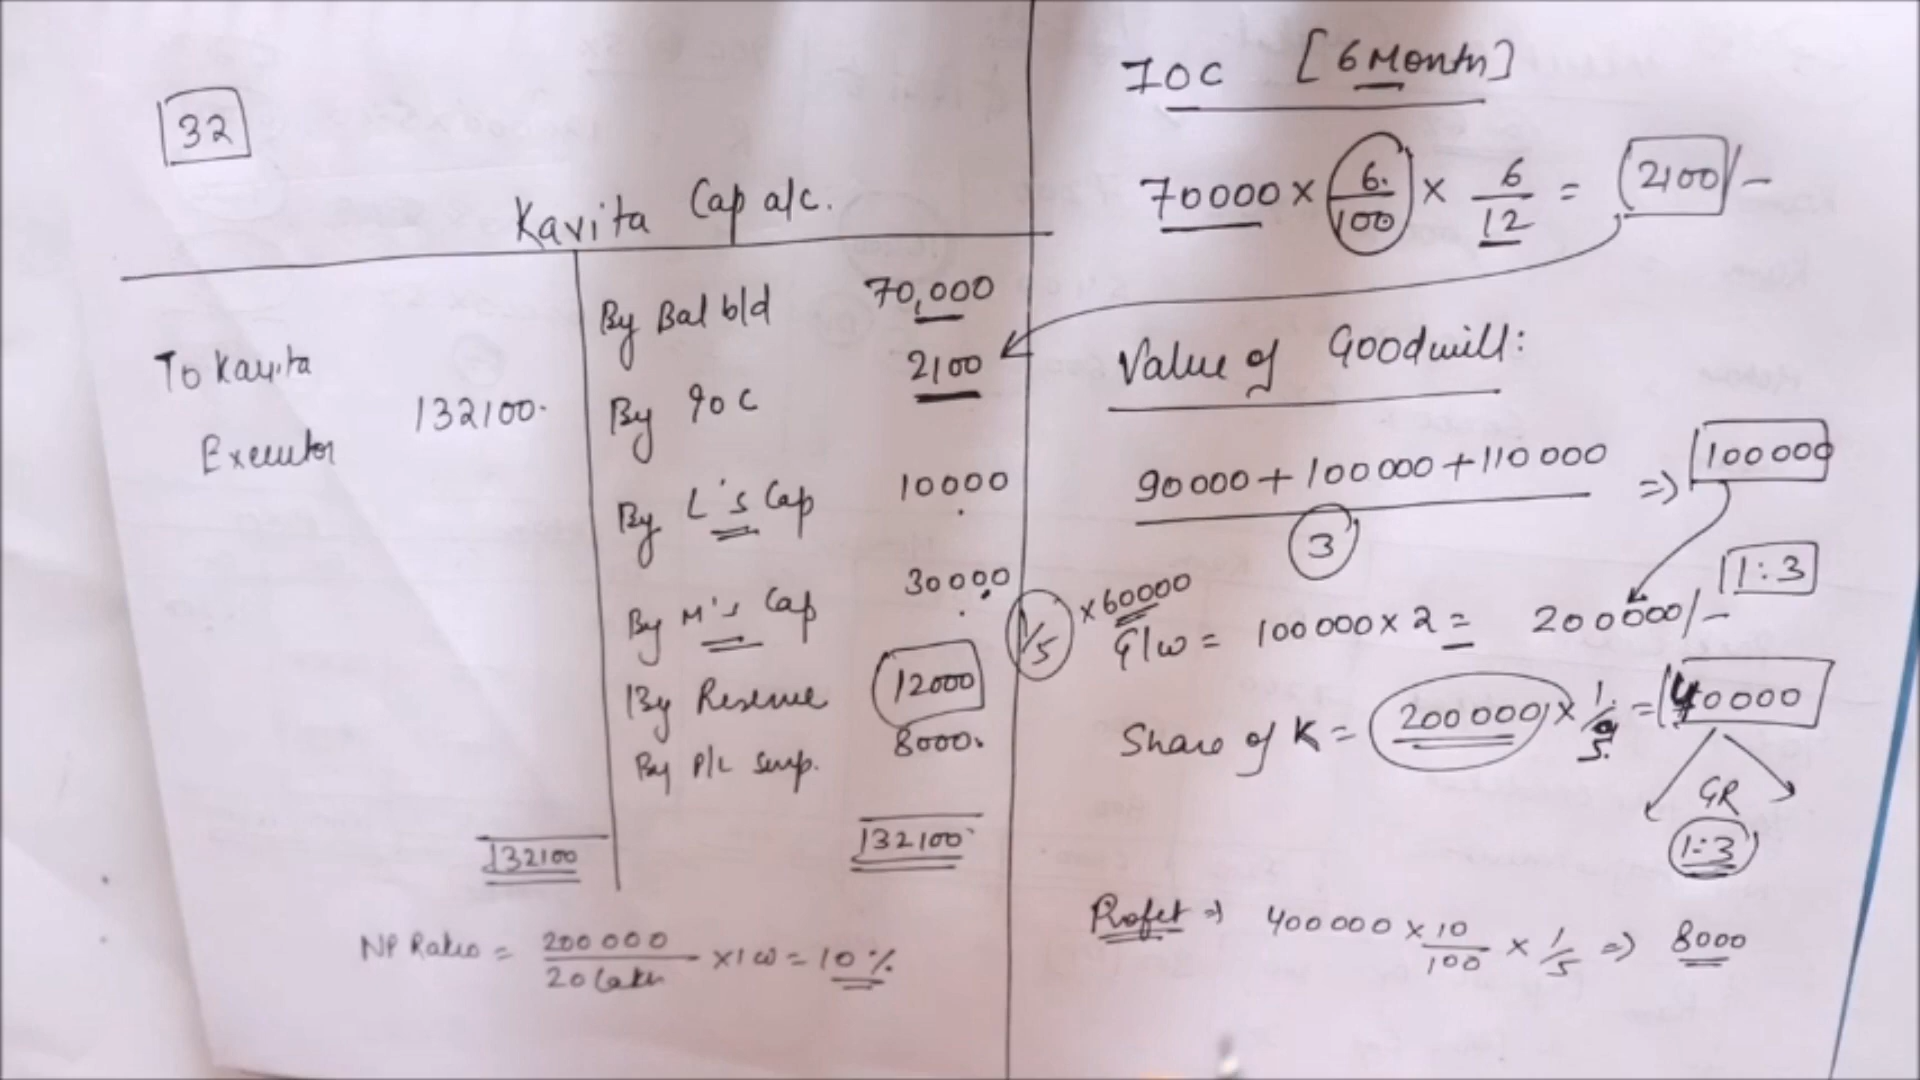 32
Kavita Cap a/c.
By Bal b/d 70,000
To Kavita
Executor 132100.
By IOC 2100
By L's Cap 10000
By M's Cap 30000
By Reserve 12000
By P/L Susp. 8000.
132100 132100
NP Ratio = 200000 / 20 Lakh × 100 = 10%
IOC [6 Month]
70000 × 6/100 × 6/12 = 2100/-
Value of Goodwill:
90000 + 100000 + 110000 / 3 => 100000
1:3
1/5 × 60000
G/W = 100000 × 2 = 200000/-
Share of K = 200000 × 1/5 = 40000
GR
1:3
Profit => 400000 × 10/100 × 1/5 => 8000